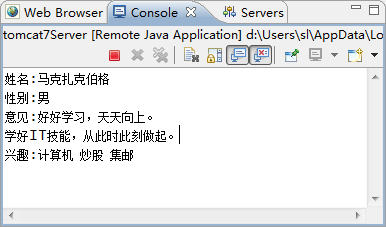 Web Browser Console Servers
tomcat7Server [Remote Java Application] d:\Users\sl\AppData\Lo
姓名:马克扎克伯格
性别:男
意见:好好学习，天天向上。
学好IT技能，从此时此刻做起。
兴趣:计算机 炒股 集邮